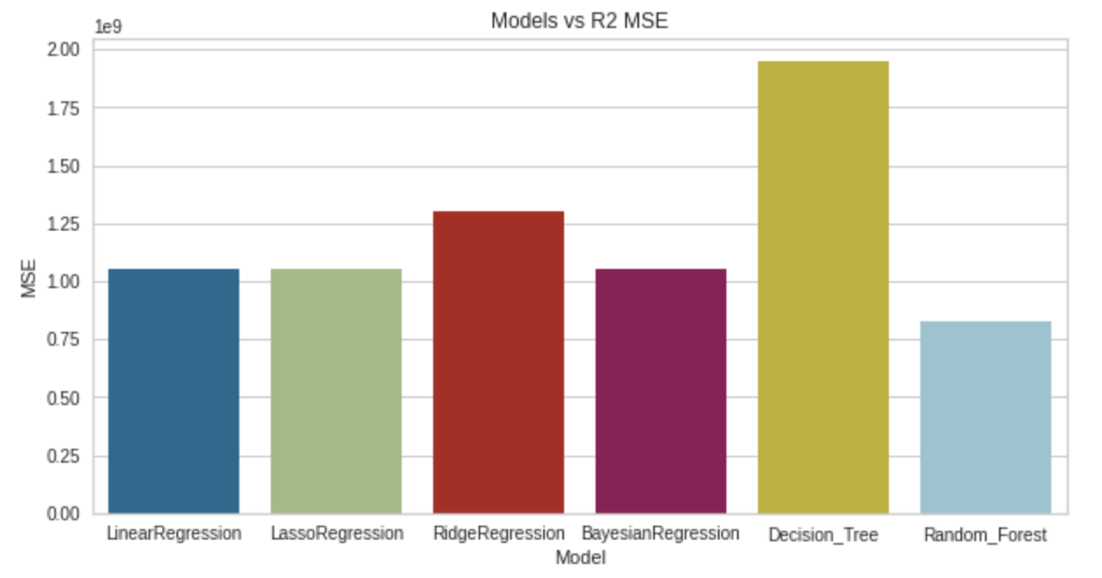 Models vs R2 MSE
1e9
2.00
1.75
1.50
1.25
1.00
0.75
0.50
0.25
0.00
MSE
LinearRegression LassoRegression RidgeRegression BayesianRegression Decision_Tree Random_Forest
Model